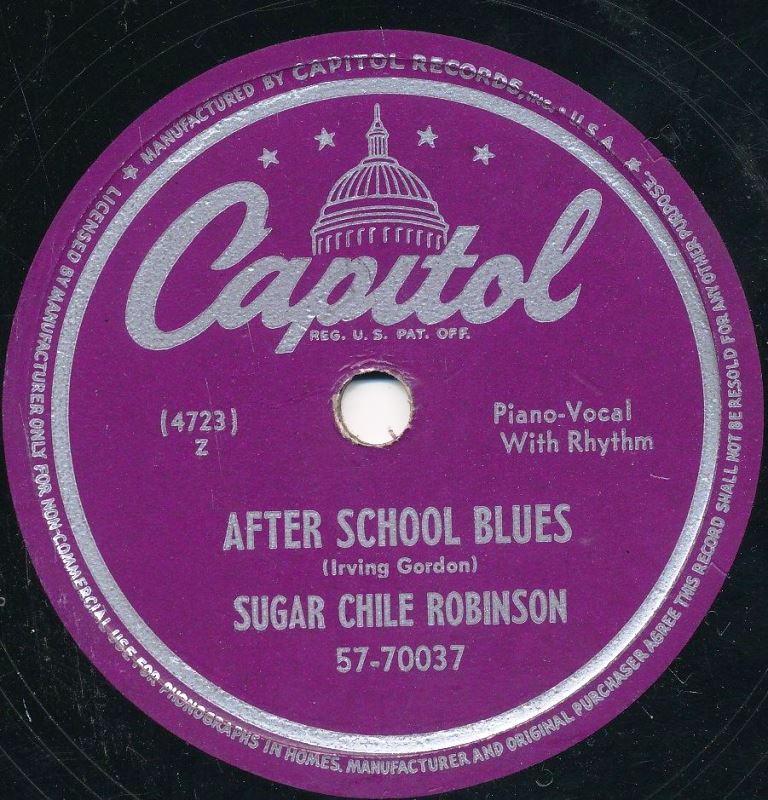 ★ MANUFACTURED BY CAPITOL RECORDS, INC. - U.S.A. ★
LICENSED BY MANUFACTURER ONLY FOR NON-COMMERCIAL USE FOR PHONOGRAPHS IN HOMES. MANUFACTURER AND ORIGINAL PURCHASER AGREE THIS RECORD SHALL NOT BE RESOLD FOR ANY OTHER PURPOSE.
Capitol
REG. U. S. PAT. OFF.
(4723)
Z
Piano-Vocal
With Rhythm
AFTER SCHOOL BLUES
(Irving Gordon)
SUGAR CHILE ROBINSON
57-70037